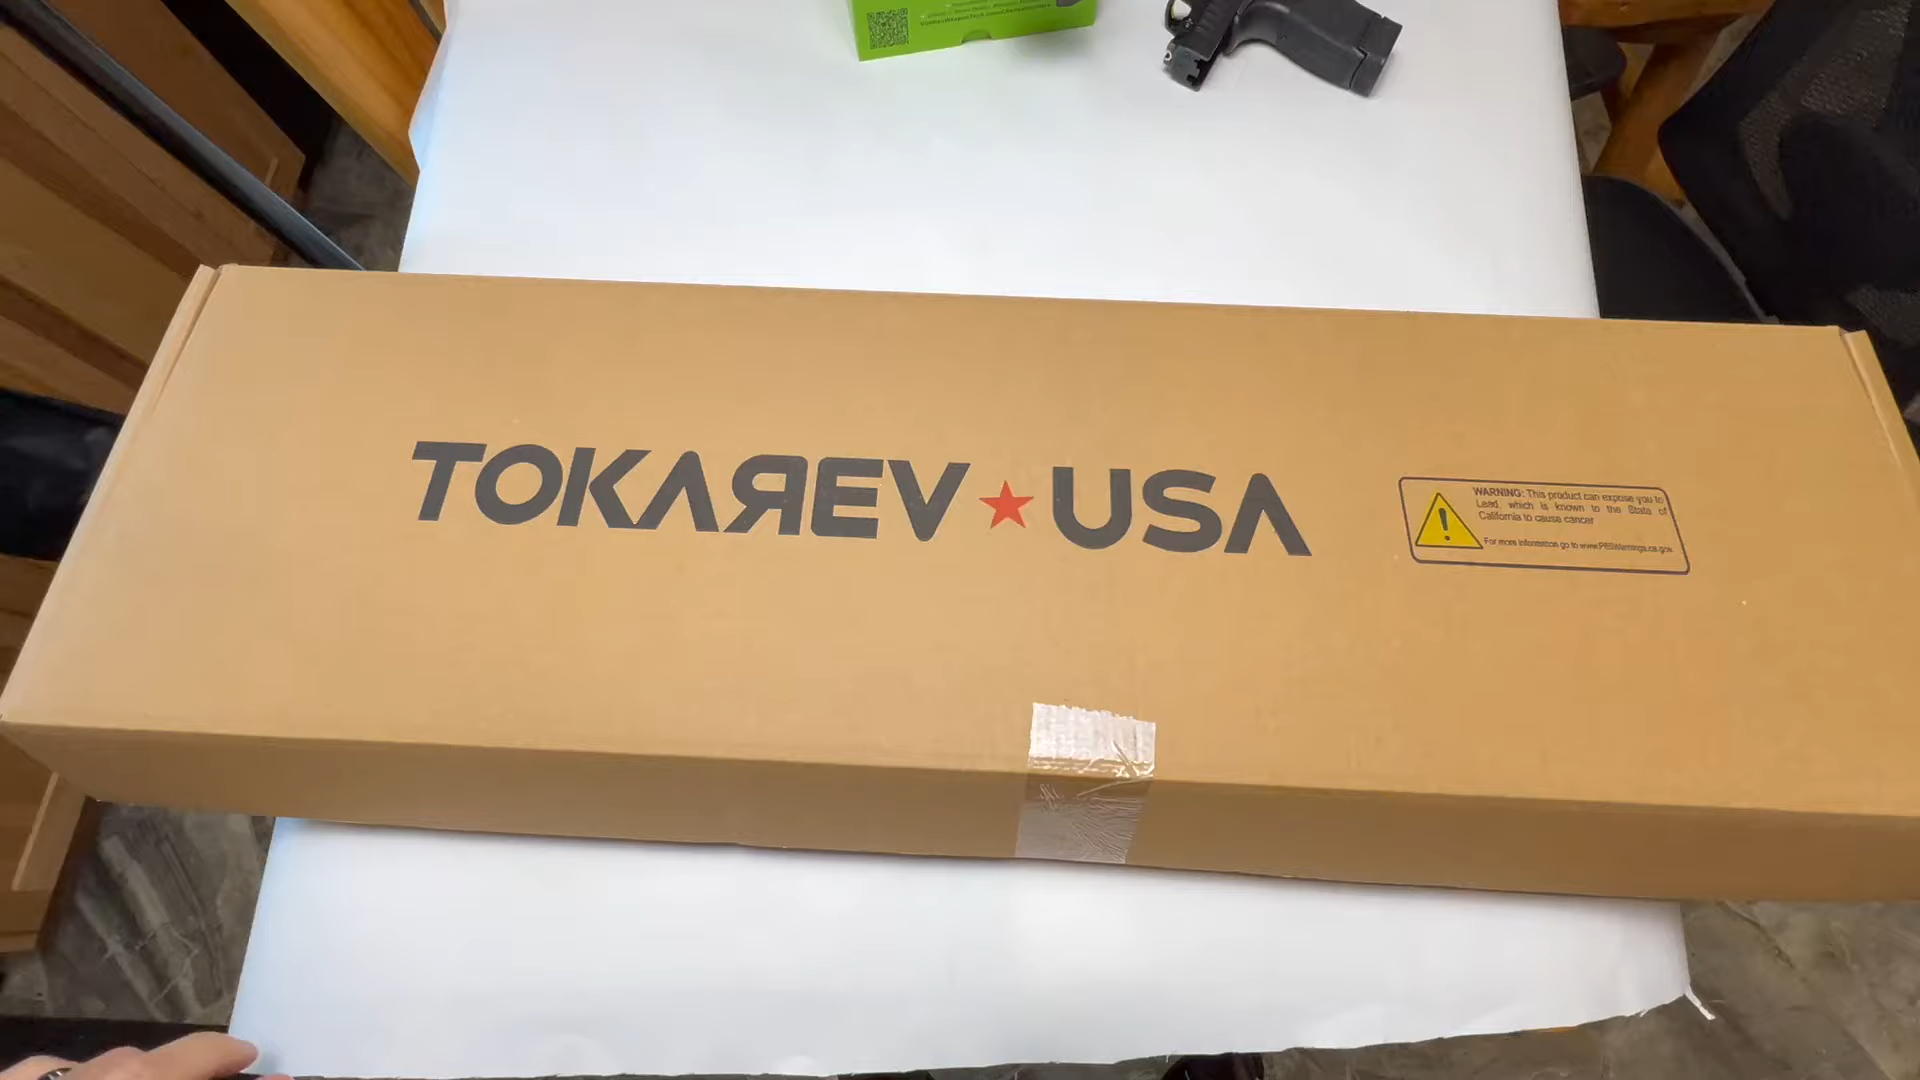 TOKAЯEV★USA
WARNING: This product can expose you to
Lead, which is known to the State of
California to cause cancer
For more information go to www.P65Warnings.ca.gov